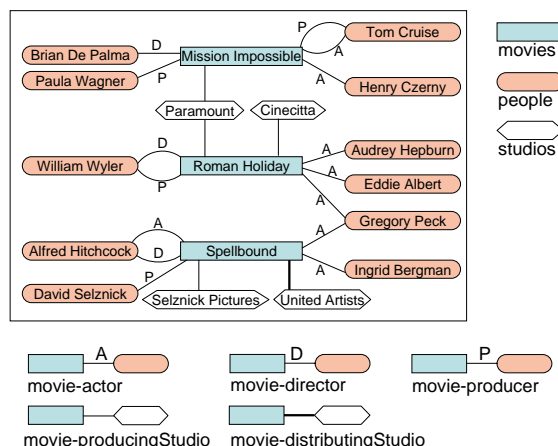 P
Tom Cruise
movies
Brian De Palma
D
Mission Impossible
A
Paula Wagner
P
A
Henry Czerny
people
Paramount
Cinecitta
studios
D
A
Audrey Hepburn
William Wyler
Roman Holiday
A
Eddie Albert
P
A
Gregory Peck
A
A
Alfred Hitchcock
D
Spellbound
P
A
Ingrid Bergman
David Selznick
Selznick Pictures
United Artists
A
D
P
movie-actor
movie-director
movie-producer
movie-producingStudio
movie-distributingStudio